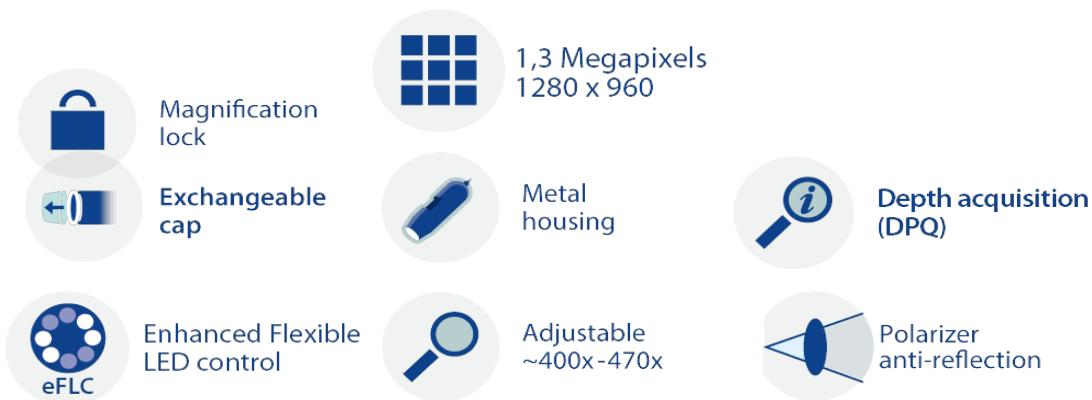 1,3 Megapixels
1280 x 960
Magnification
lock
Exchangeable
cap
Metal
housing
i
Depth acquisition
(DPQ)
eFLC
Enhanced Flexible
LED control
Adjustable
~400x-470x
Polarizer
anti-reflection